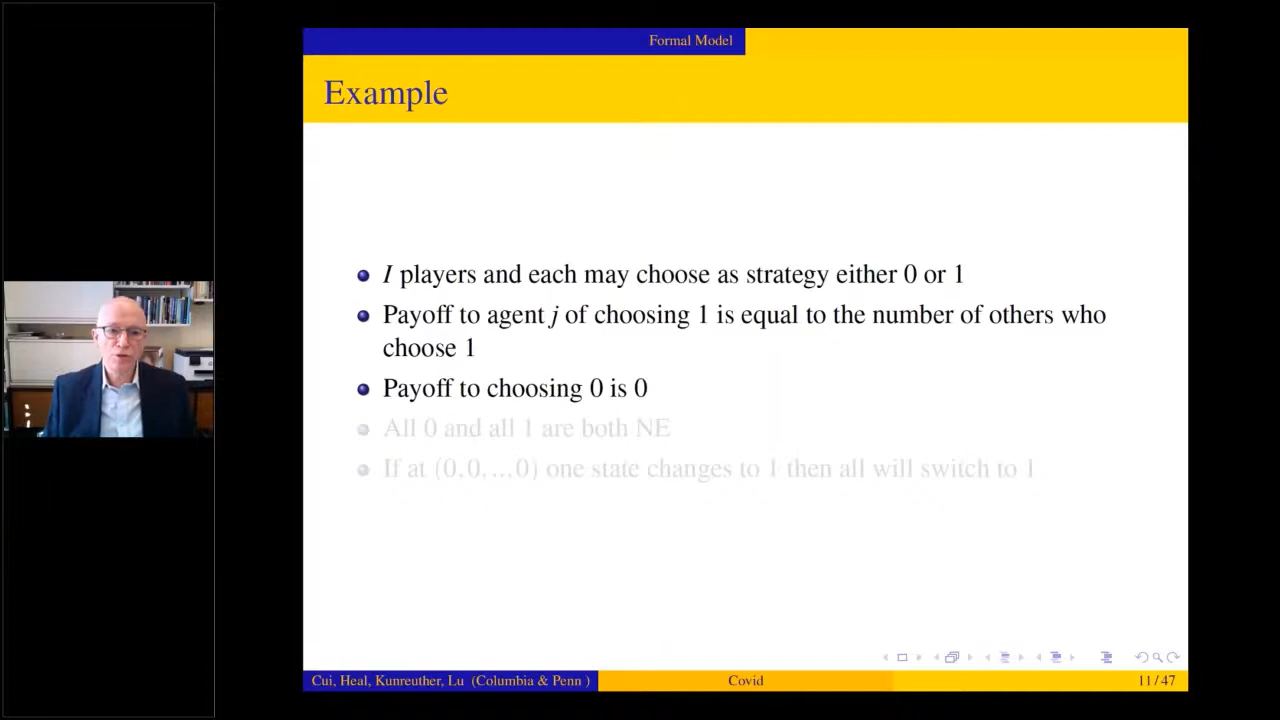 Formal Model
Example
I players and each may choose as strategy either 0 or 1
Payoff to agent j of choosing 1 is equal to the number of others who
choose 1
Payoff to choosing 0 is 0
All 0 and all 1 are both NE
If at (0,0,...0) one state changes to 1 then all will switch to 1
Cui, Heal, Kunreuther, Lu (Columbia & Penn )
Covid
11/47